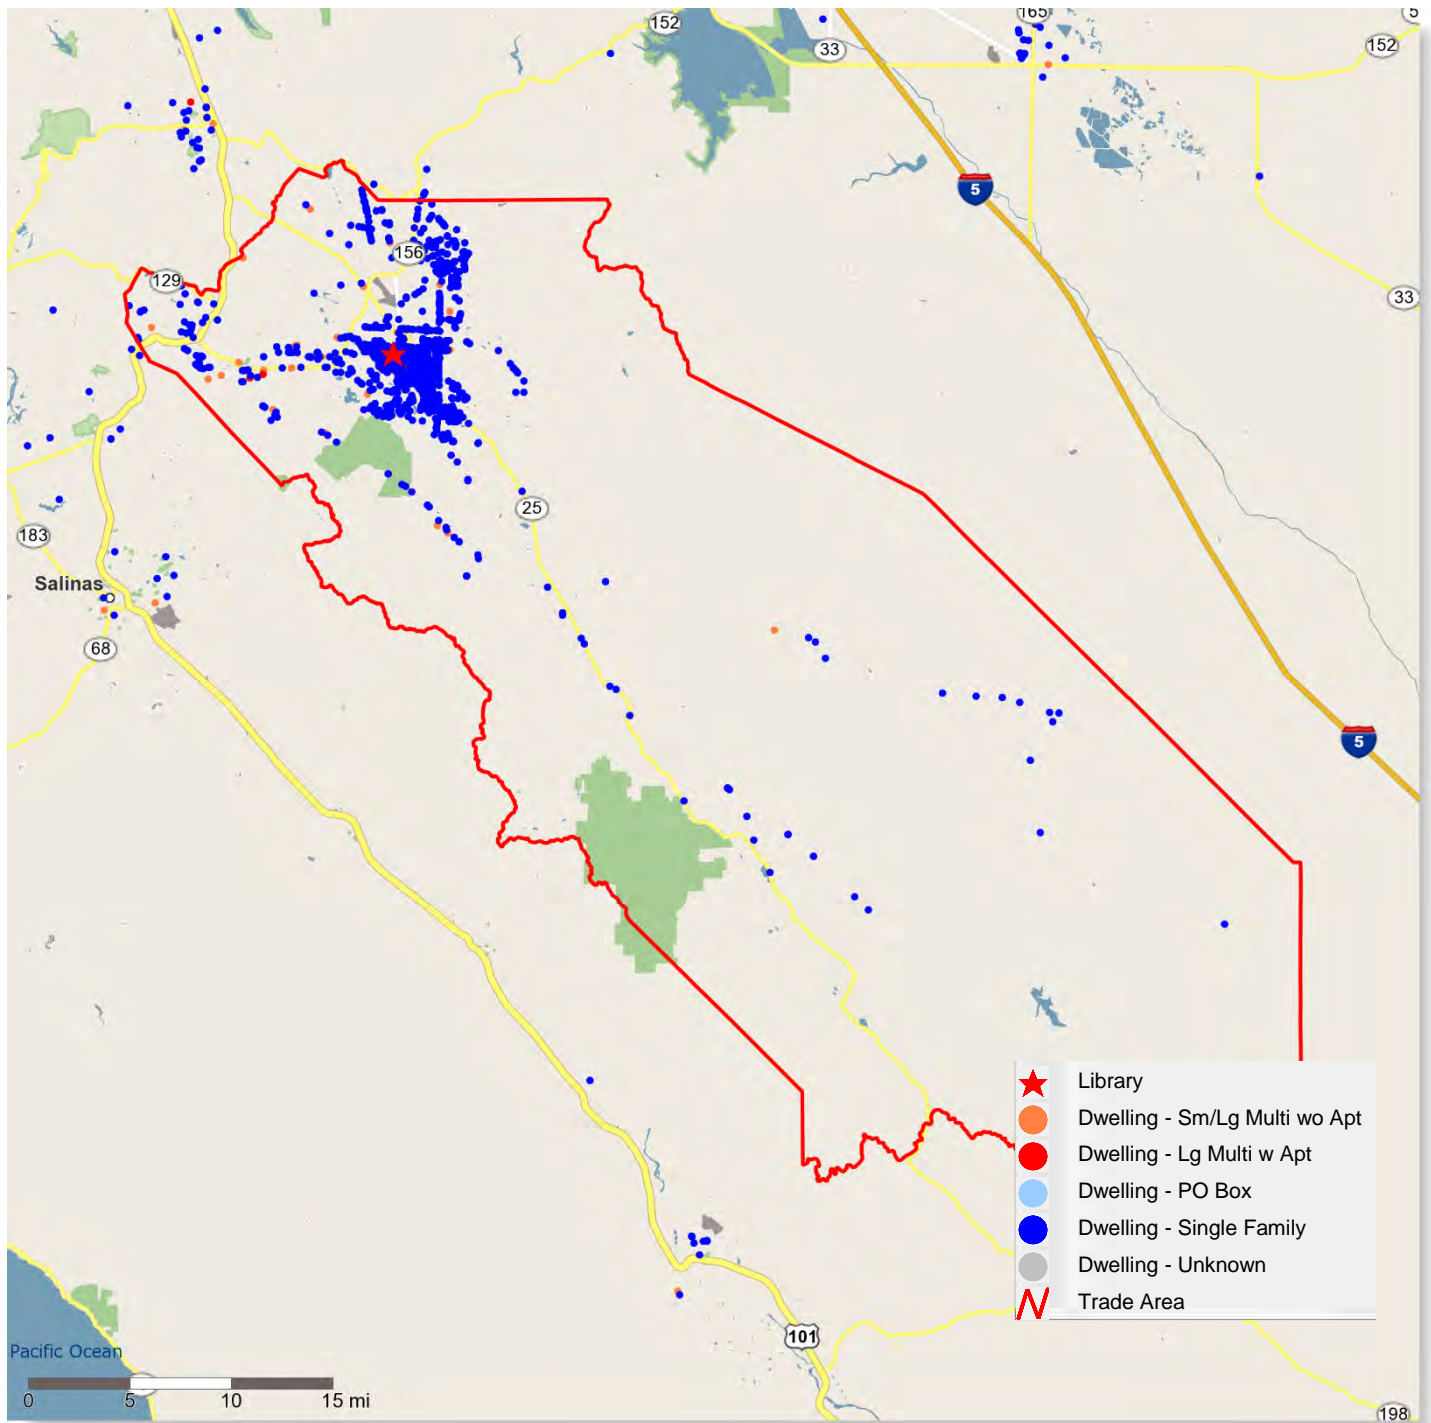 165
5
152
33
152
5
156
129
33
25
183
Salinas
68
5
Library
Dwelling - Sm/Lg Multi wo Apt
Dwelling - Lg Multi w Apt
Dwelling - PO Box
Dwelling - Single Family
Dwelling - Unknown
Trade Area
101
Pacific Ocean
0 5 10 15 mi
198